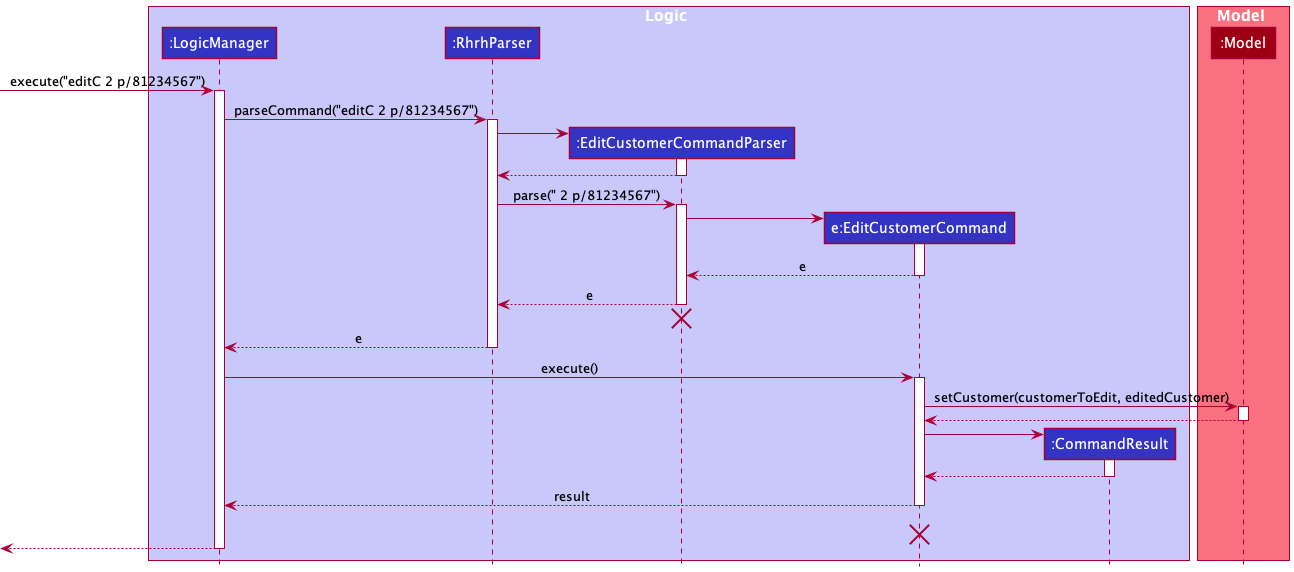 Logic
Model
:LogicManager
:RhrhParser
:Model
execute("editC 2 p/81234567")
parseCommand("editC 2 p/81234567")
:EditCustomerCommandParser
parse(" 2 p/81234567")
e:EditCustomerCommand
e
e
e
execute()
setCustomer(customerToEdit, editedCustomer)
:CommandResult
result